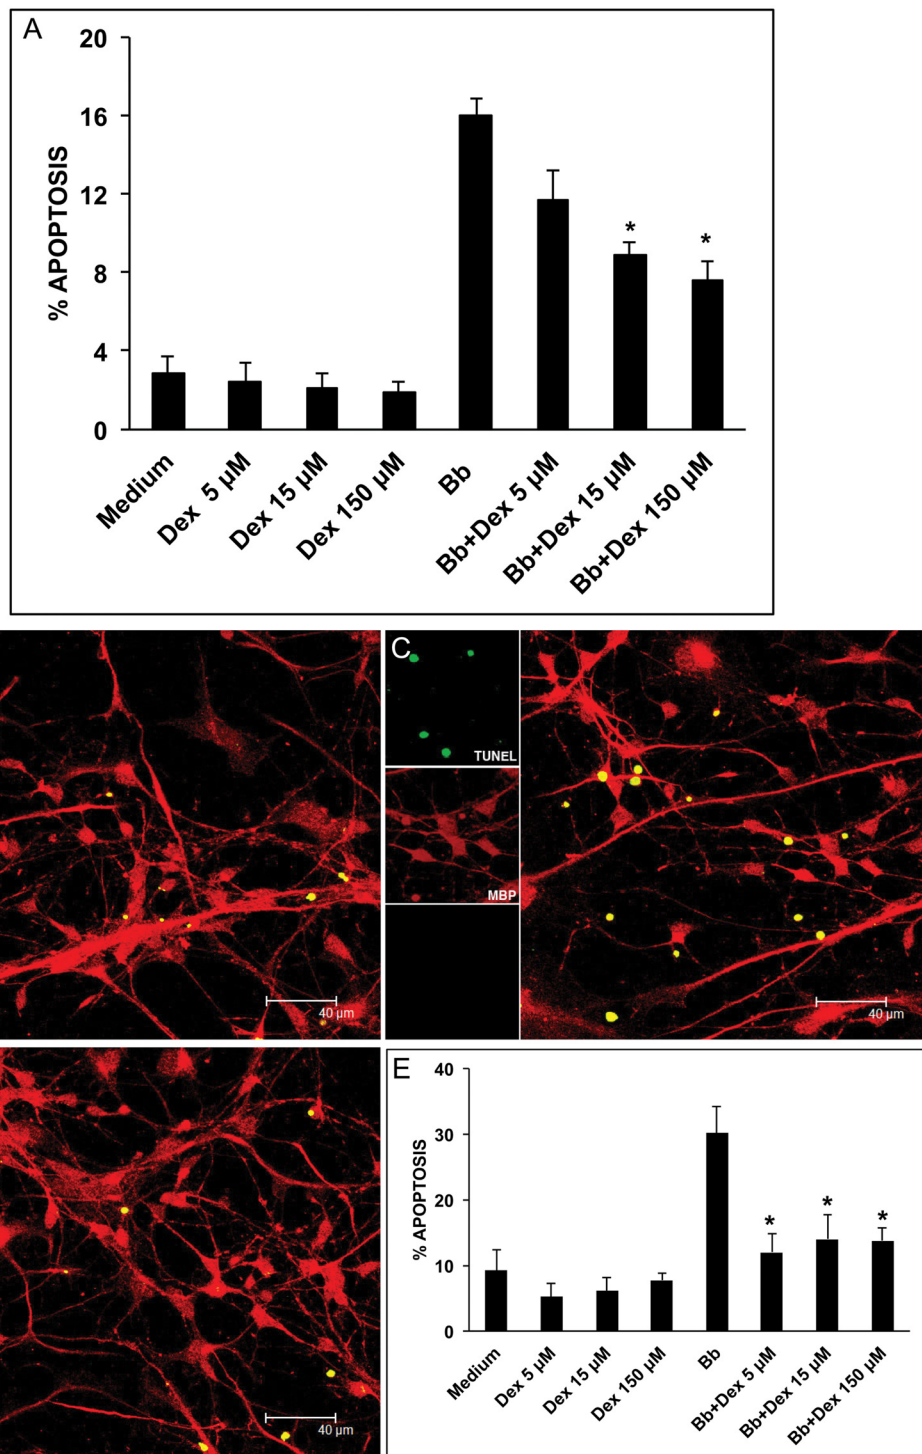 A
20
16
12
8
4
0
% APOPTOSIS
Medium
Dex 5 µM
Dex 15 µM
Dex 150 µM
Bb
Bb+Dex 5 µM
Bb+Dex 15 µM
Bb+Dex 150 µM
*
*
40 µm
C
TUNEL
MBP
40 µm
40 µm
E
40
30
20
10
0
% APOPTOSIS
*
*
*
Medium
Dex 5 µM
Dex 15 µM
Dex 150 µM
Bb
Bb+Dex 5 µM
Bb+Dex 15 µM
Bb+Dex 150 µM